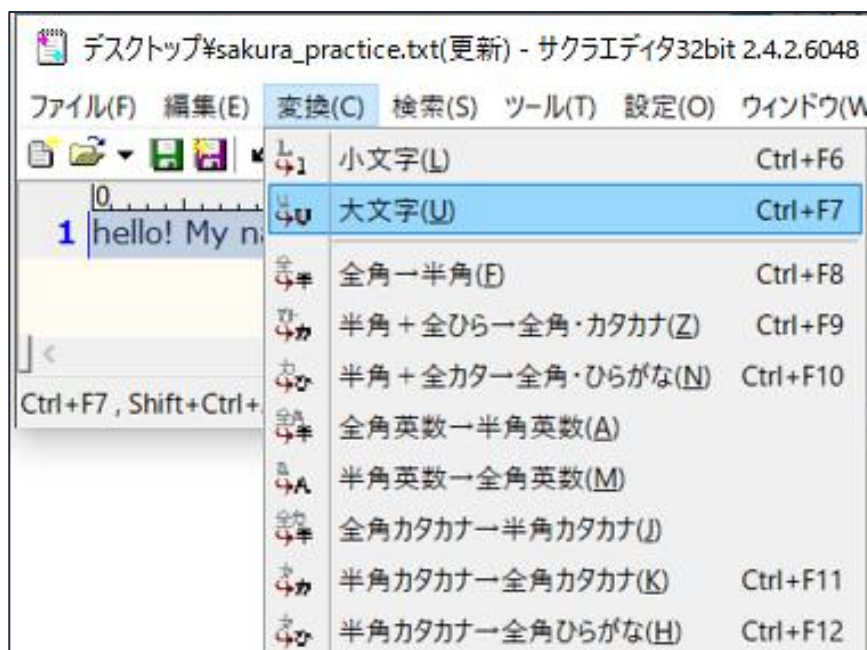 デスクトップ¥sakura_practice.txt(更新) - サクラエディタ32bit 2.4.2.6048
ファイル(F) 編集(E) 変換(C) 検索(S) ツール(T) 設定(O) ウィンドウ(W
小文字(L) Ctrl+F6
大文字(U) Ctrl+F7
0
1 hello! My na
全角→半角(F) Ctrl+F8
半角+全ひら→全角・カタカナ(Z) Ctrl+F9
半角+全カタ→全角・ひらがな(N) Ctrl+F10
Ctrl+F7 , Shift+Ctrl+
全角英数→半角英数(A)
半角英数→全角英数(M)
全角カタカナ→半角カタカナ(J)
半角カタカナ→全角カタカナ(K) Ctrl+F11
半角カタカナ→全角ひらがな(H) Ctrl+F12